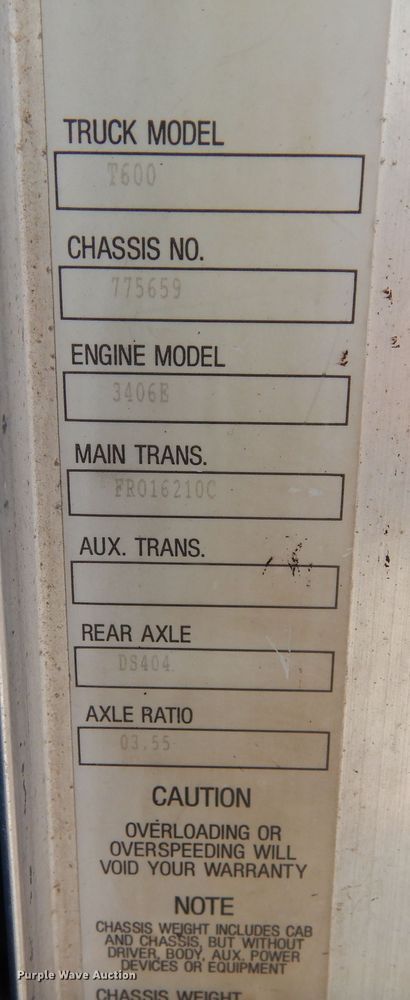 TRUCK MODEL
T600
CHASSIS NO.
775659
ENGINE MODEL
3406E
MAIN TRANS.
FRO16210C
AUX. TRANS.
REAR AXLE
DS404
AXLE RATIO
03.55
CAUTION
OVERLOADING OR
OVERSPEEDING WILL
VOID YOUR WARRANTY
NOTE
CHASSIS WEIGHT INCLUDES CAB
AND CHASSIS, BUT WITHOUT
DRIVER, BODY, AUX. POWER
DEVICES OR EQUIPMENT
Purple Wave Auction
CHASSIS WEIGHT